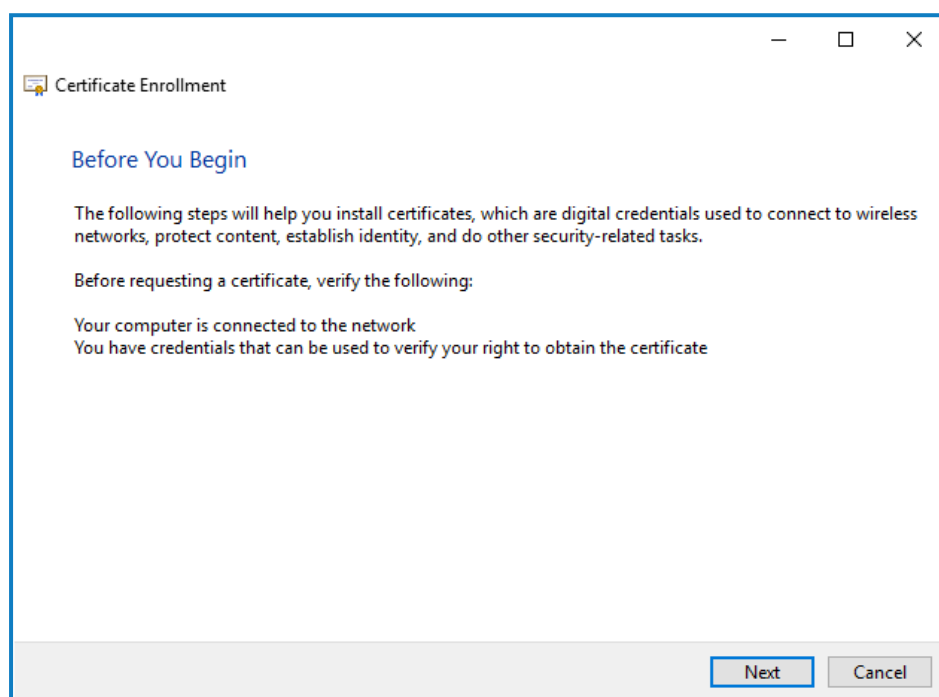 Certificate Enrollment
Before You Begin
The following steps will help you install certificates, which are digital credentials used to connect to wireless
networks, protect content, establish identity, and do other security-related tasks.
Before requesting a certificate, verify the following:
Your computer is connected to the network
You have credentials that can be used to verify your right to obtain the certificate
Next Cancel